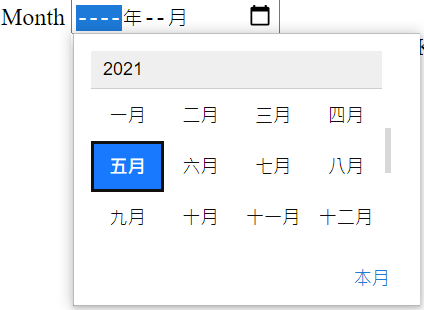 Month ----年--月
2021
一月 二月 三月 四月
五月 六月 七月 八月
九月 十月 十一月 十二月
本月